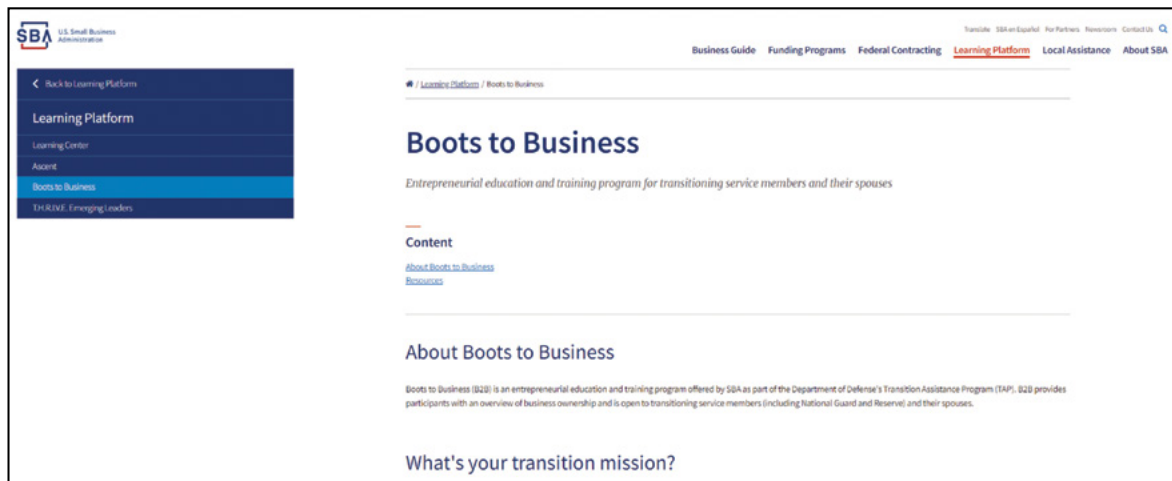 SBA U.S. Small Business
Administration
Translate SBA en Español For Partners Newsroom Contact Us
Business Guide Funding Programs Federal Contracting Learning Platform Local Assistance About SBA
Back to Learning Platform
Learning Platform
Learning Center
Ascent
Boots to Business
T.H.R.I.V.E. Emerging Leaders
/ Learning Platform / Boots to Business
Boots to Business
Entrepreneurial education and training program for transitioning service members and their spouses
Content
About Boots to Business
Resources
About Boots to Business
Boots to Business (B2B) is an entrepreneurial education and training program offered by SBA as part of the Department of Defense's Transition Assistance Program (TAP). B2B provides
participants with an overview of business ownership and is open to transitioning service members (including National Guard and Reserve) and their spouses.
What's your transition mission?